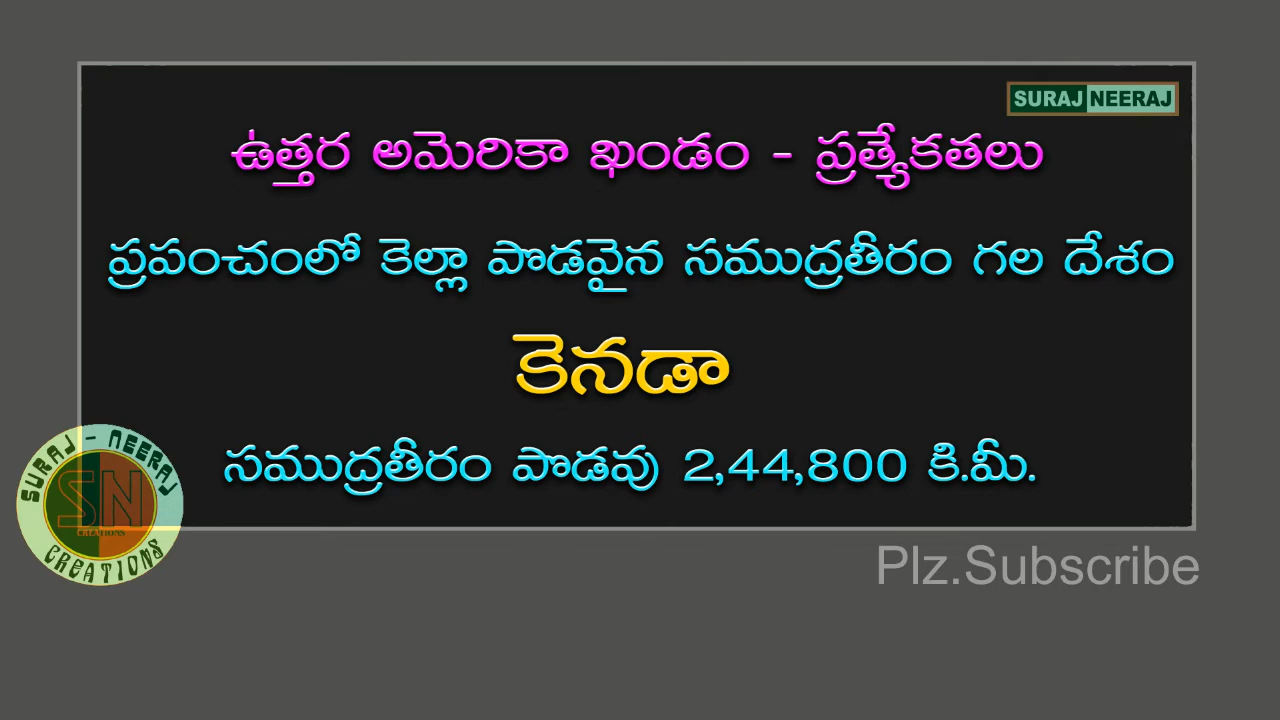 SURAJ NEERAJ
ఉత్తర అమెరికా ఖండం - ప్రత్యేకతలు
ప్రపంచంలో కెల్లా పొడవైన సముద్రతీరం గల దేశం
కెనడా
సముద్రతీరం పొడవు 2,44,800 కి.మీ.
SURAJ - NEERAJ
SN
CREATIONS
CREATIONS
Plz.Subscribe